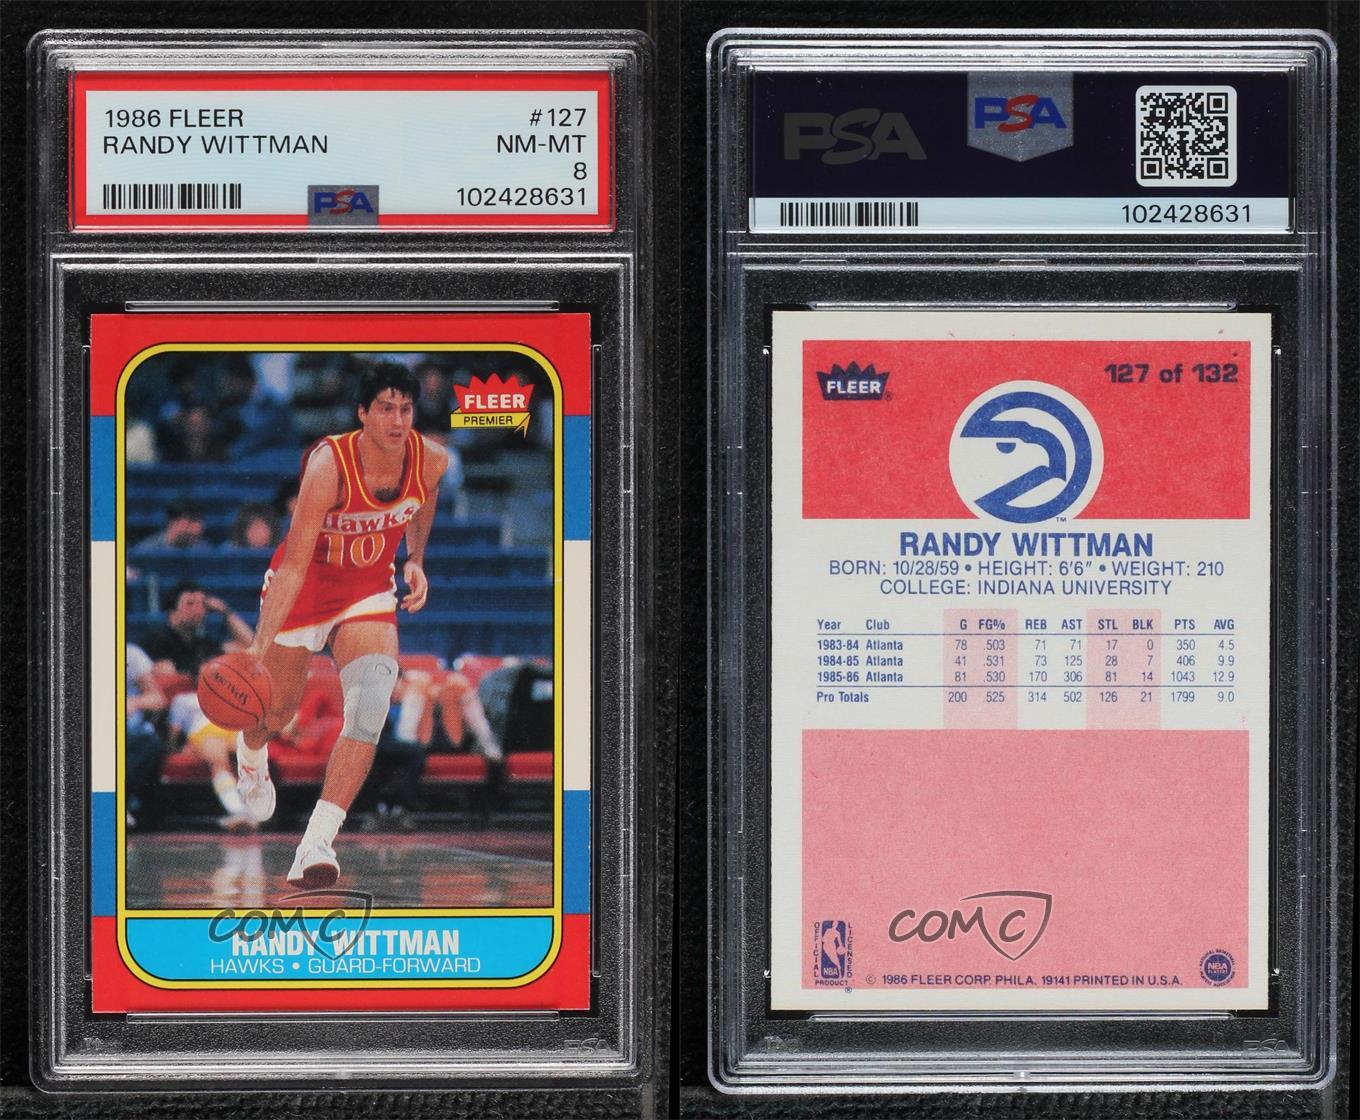 1986 FLEER #127
RANDY WITTMAN NM-MT
8
PSA 102428631
FLEER
PREMIER
Hawks
10
SPALDING
COMC
RANDY WITTMAN
HAWKS • GUARD-FORWARD
PSA
PSA PSA
102428631
FLEER®
127 of 132
TM
RANDY WITTMAN
BORN: 10/28/59 • HEIGHT: 6'6" • WEIGHT: 210
COLLEGE: INDIANA UNIVERSITY
Year Club G FG% REB AST STL BLK PTS AVG
1983-84 Atlanta 78 .503 71 71 17 0 350 4.5
1984-85 Atlanta 41 .531 73 125 28 7 406 9.9
1985-86 Atlanta 81 .530 170 306 81 14 1043 12.9
Pro Totals 200 .525 314 502 126 21 1799 9.0
COMC
OFFICIAL LICENSED
NBA
PRODUCT ®
© 1986 FLEER CORP. PHILA. 19141 PRINTED IN U.S.A.
NBA
PLAYERS
PSA